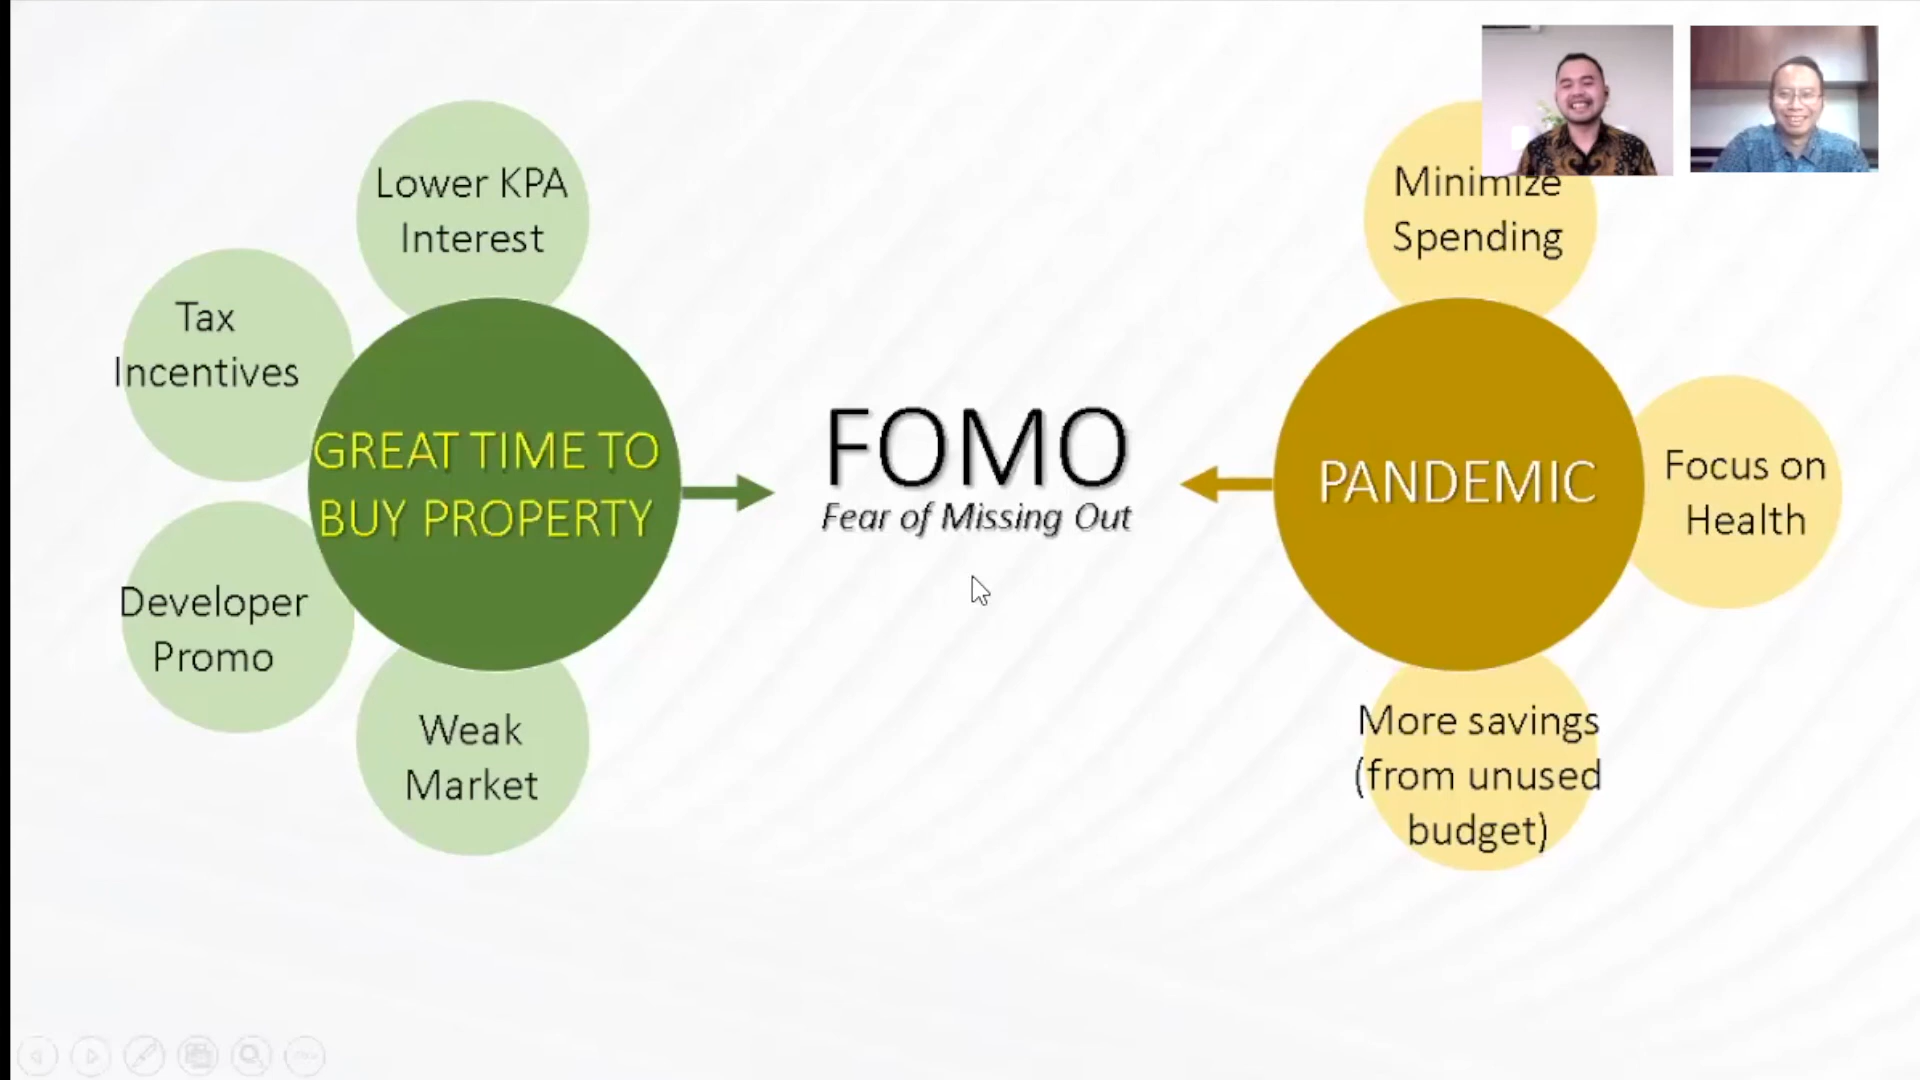 Lower KPA
Interest
Tax
Incentives
GREAT TIME TO
BUY PROPERTY
Developer
Promo
Weak
Market
FOMO
Fear of Missing Out
Minimize
Spending
PANDEMIC
Focus on
Health
More savings
(from unused
budget)